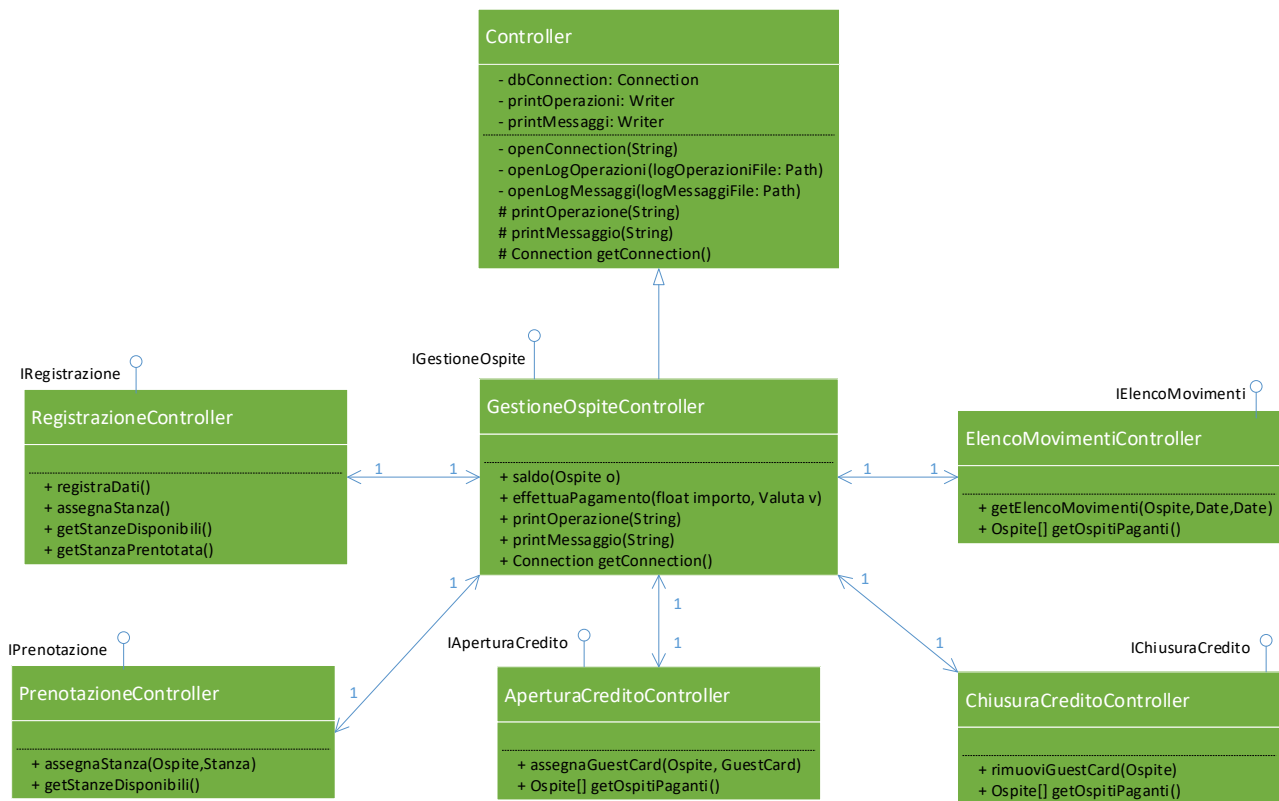 Controller
- dbConnection: Connection
- printOperazioni: Writer
- printMessaggi: Writer
- openConnection(String)
- openLogOperazioni(logOperazioniFile: Path)
- openLogMessaggi(logMessaggiFile: Path)
# printOperazione(String)
# printMessaggio(String)
# Connection getConnection()
IRegistrazione
RegistrazioneController
+ registraDati()
+ assegnaStanza()
+ getStanzeDisponibili()
+ getStanzaPrentotata()
1
1
IGestioneOspite
GestioneOspiteController
+ saldo(Ospite o)
+ effettuaPagamento(float importo, Valuta v)
+ printOperazione(String)
+ printMessaggio(String)
+ Connection getConnection()
1
1
IElencoMovimenti
ElencoMovimentiController
+ getElencoMovimenti(Ospite,Date,Date)
+ Ospite[] getOspitiPaganti()
1
1
IPrenotazione
PrenotazioneController
+ assegnaStanza(Ospite,Stanza)
+ getStanzeDisponibili()
1
1
IAperturaCredito
AperturaCreditoController
+ assegnaGuestCard(Ospite, GuestCard)
+ Ospite[] getOspitiPaganti()
1
1
IChiusuraCredito
ChiusuraCreditoController
+ rimuoviGuestCard(Ospite)
+ Ospite[] getOspitiPaganti()